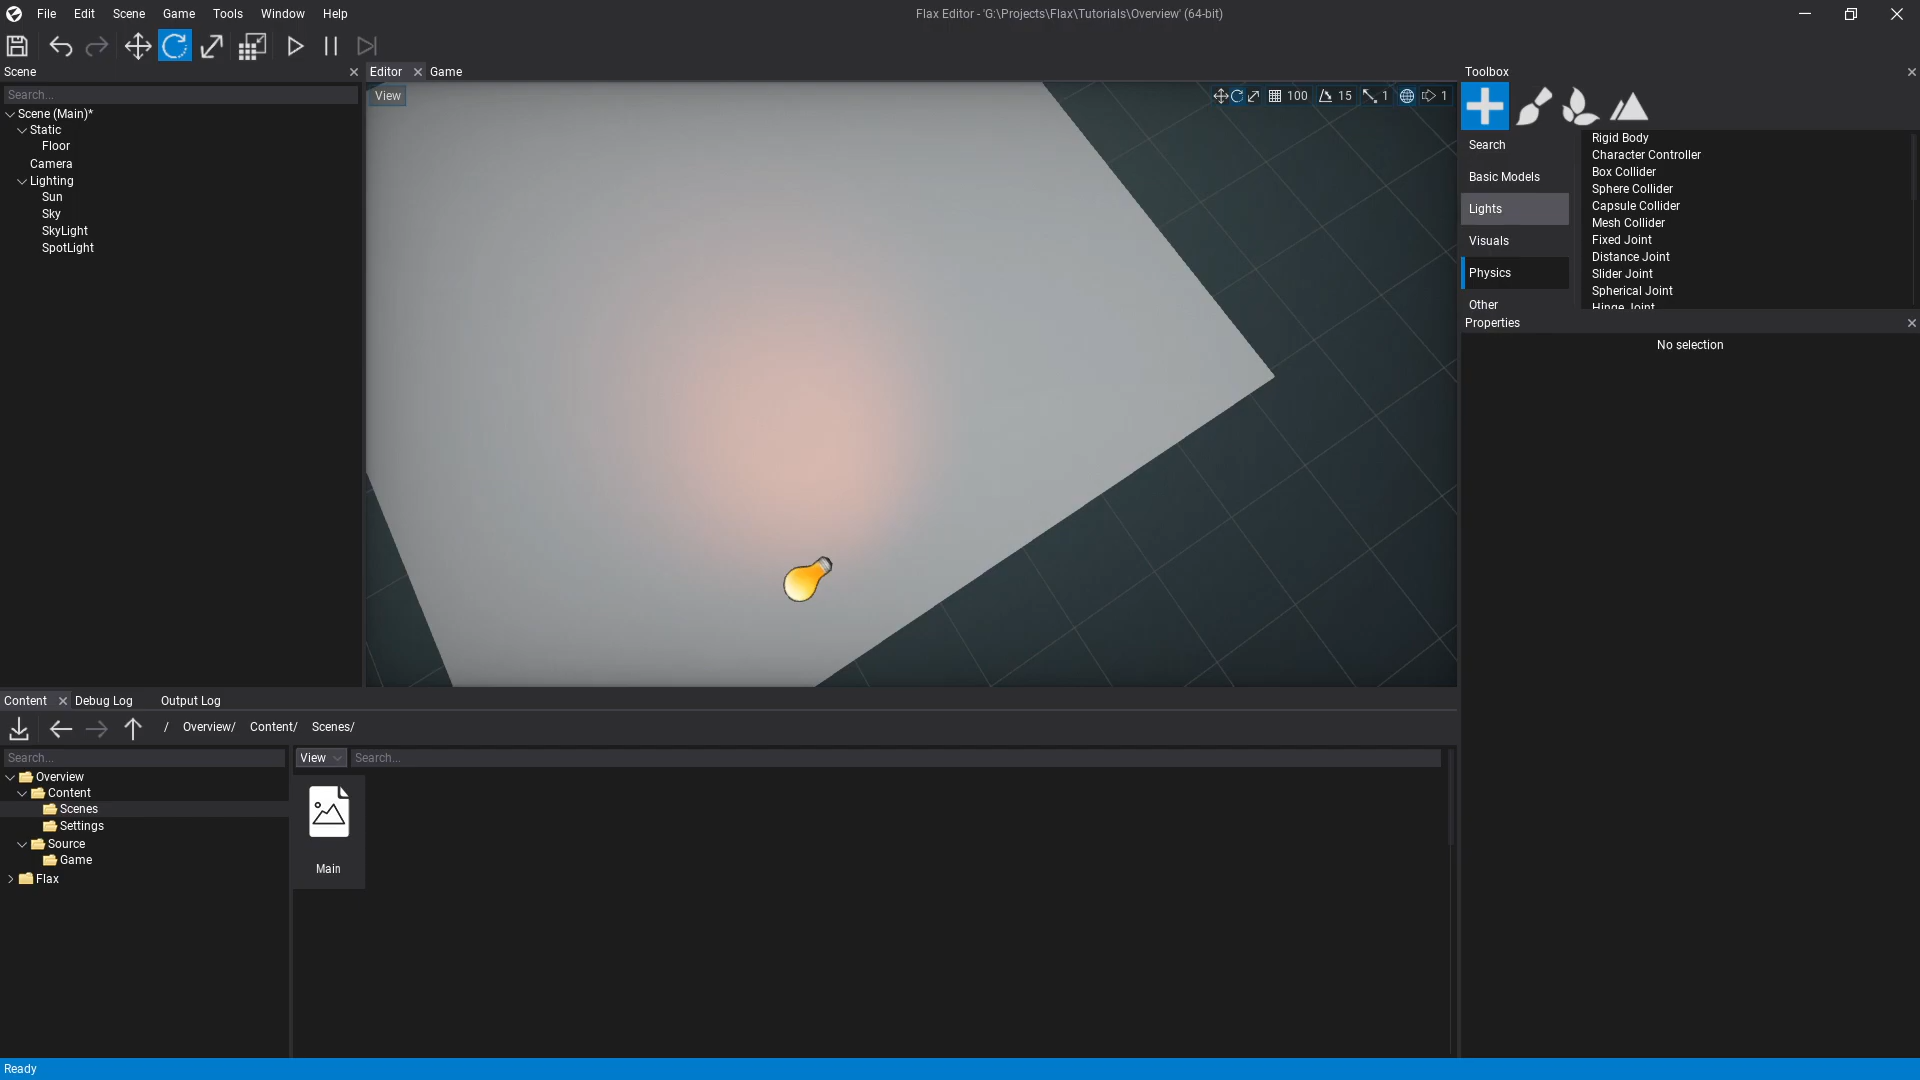 File Edit Scene Game Tools Window Help
Flax Editor - 'G:\Projects\Flax\Tutorials\Overview' (64-bit)
Scene
Search...
Scene (Main)*
Static
Floor
Camera
Lighting
Sun
Sky
SkyLight
SpotLight
Editor Game
View
100 15 1 1
Toolbox
Search
Basic Models
Lights
Visuals
Physics
Other
Rigid Body
Character Controller
Box Collider
Sphere Collider
Capsule Collider
Mesh Collider
Fixed Joint
Distance Joint
Slider Joint
Spherical Joint
Hinge Joint
Properties
No selection
Content Debug Log Output Log
/ Overview/ Content/ Scenes/
Search...
Overview
Content
Scenes
Settings
Source
Game
Flax
View Search...
Main
Ready